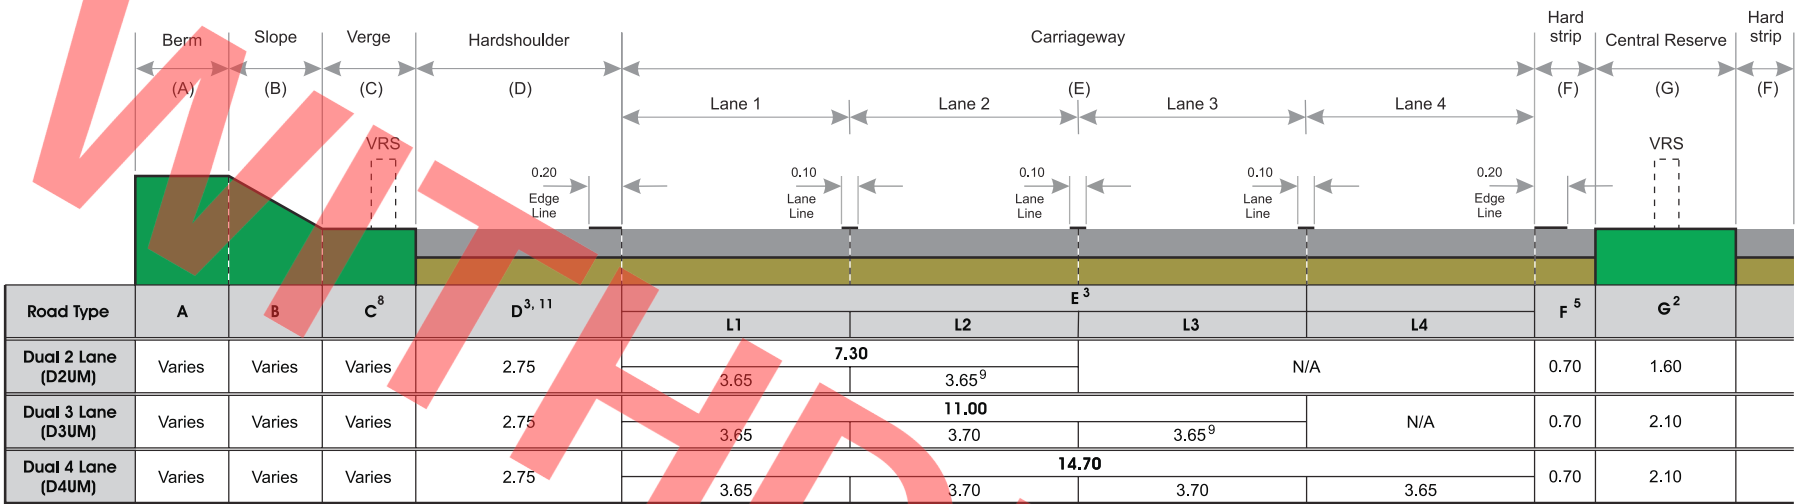 Berm Slope Verge Hardshoulder Carriageway Hard strip Central Reserve Hard strip
(A) (B) (C) (D) (E) (F) (G) (F)
Lane 1 Lane 2 Lane 3 Lane 4
VRS VRS
0.20 Edge Line 0.10 Lane Line 0.10 Lane Line 0.10 Lane Line 0.20 Edge Line
Road Type A B C⁸ D³, ¹¹ E³ F⁵ G²
L1 L2 L3 L4
Dual 2 Lane (D2UM) Varies Varies Varies 2.75 7.30 N/A 0.70 1.60
3.65 3.65⁹
Dual 3 Lane (D3UM) Varies Varies Varies 2.75 11.00 N/A 0.70 2.10
3.65 3.70 3.65⁹
Dual 4 Lane (D4UM) Varies Varies Varies 2.75 14.70 0.70 2.10
3.65 3.70 3.70 3.65
WITHD